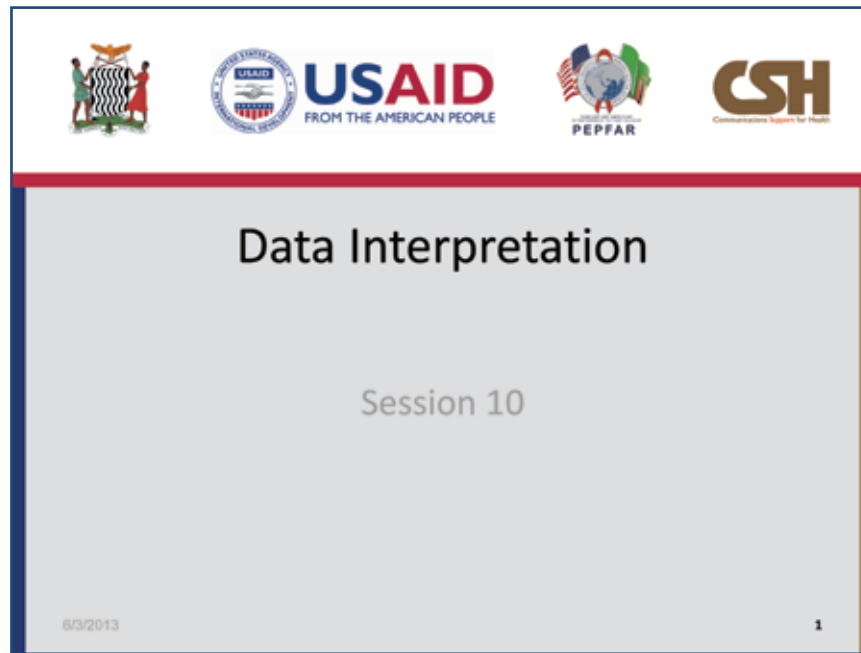 USAID
USAID
FROM THE AMERICAN PEOPLE
PEPFAR
CSH
Communications Support for Health
Data Interpretation
Session 10
6/3/2013
1